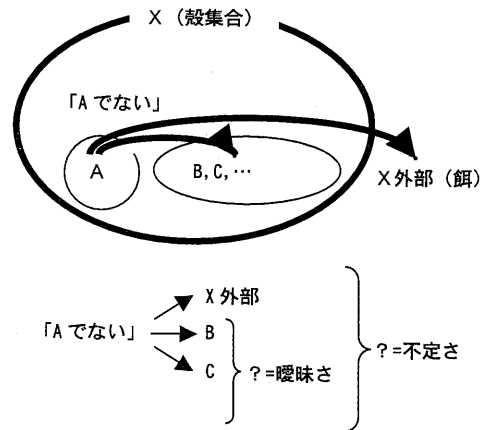 X（殻集合）
「Aでない」
A
B, C, …
X外部（餌）
X外部
「Aでない」
B
C
?=曖昧さ
?=不定さ